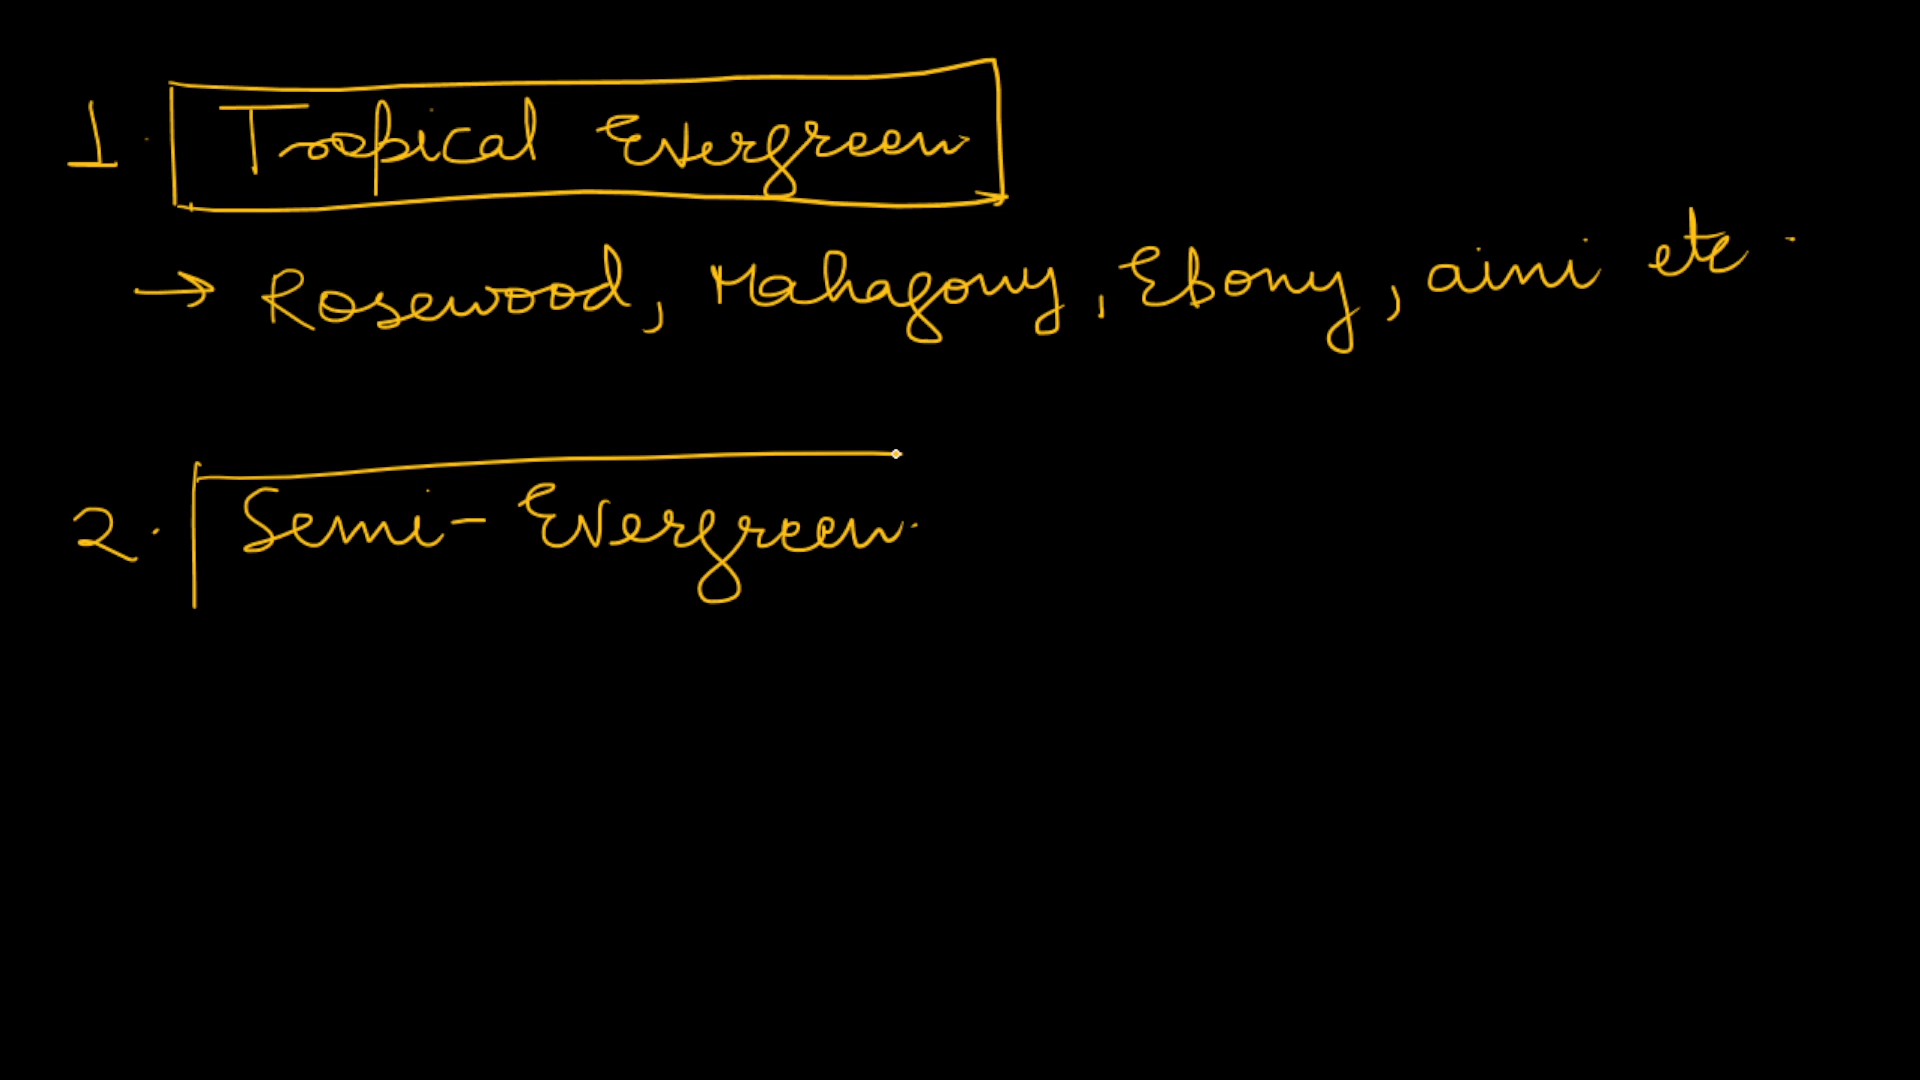 1. Tropical Evergreen
→ Rosewood, Mahagony, Ebony, aini etc.
2. Semi-Evergreen.